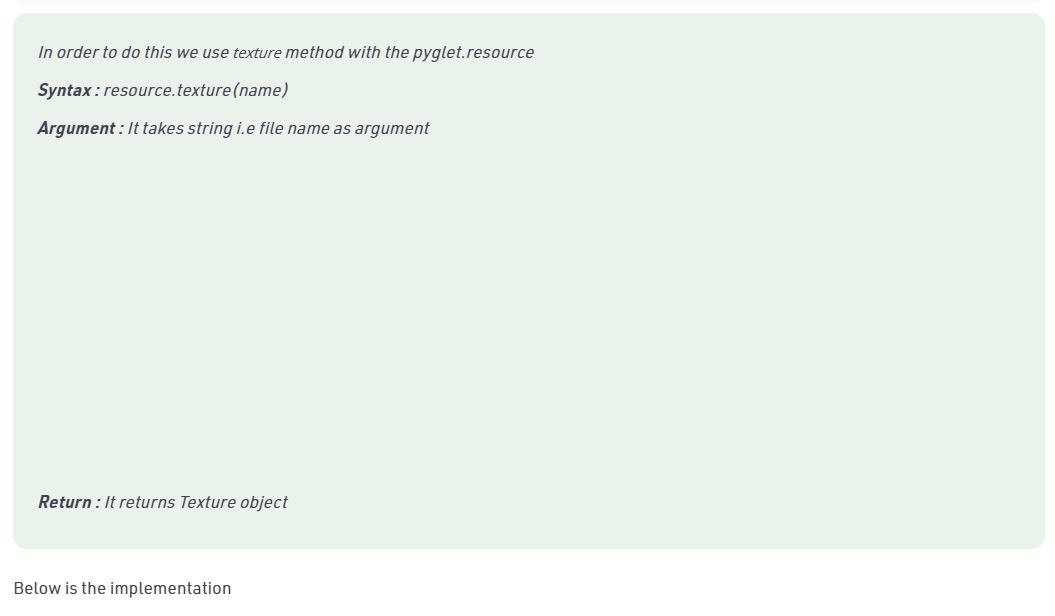 In order to do this we use texture method with the pyglet.resource
Syntax : resource.texture(name)
Argument : It takes string i.e file name as argument
Return : It returns Texture object
Below is the implementation